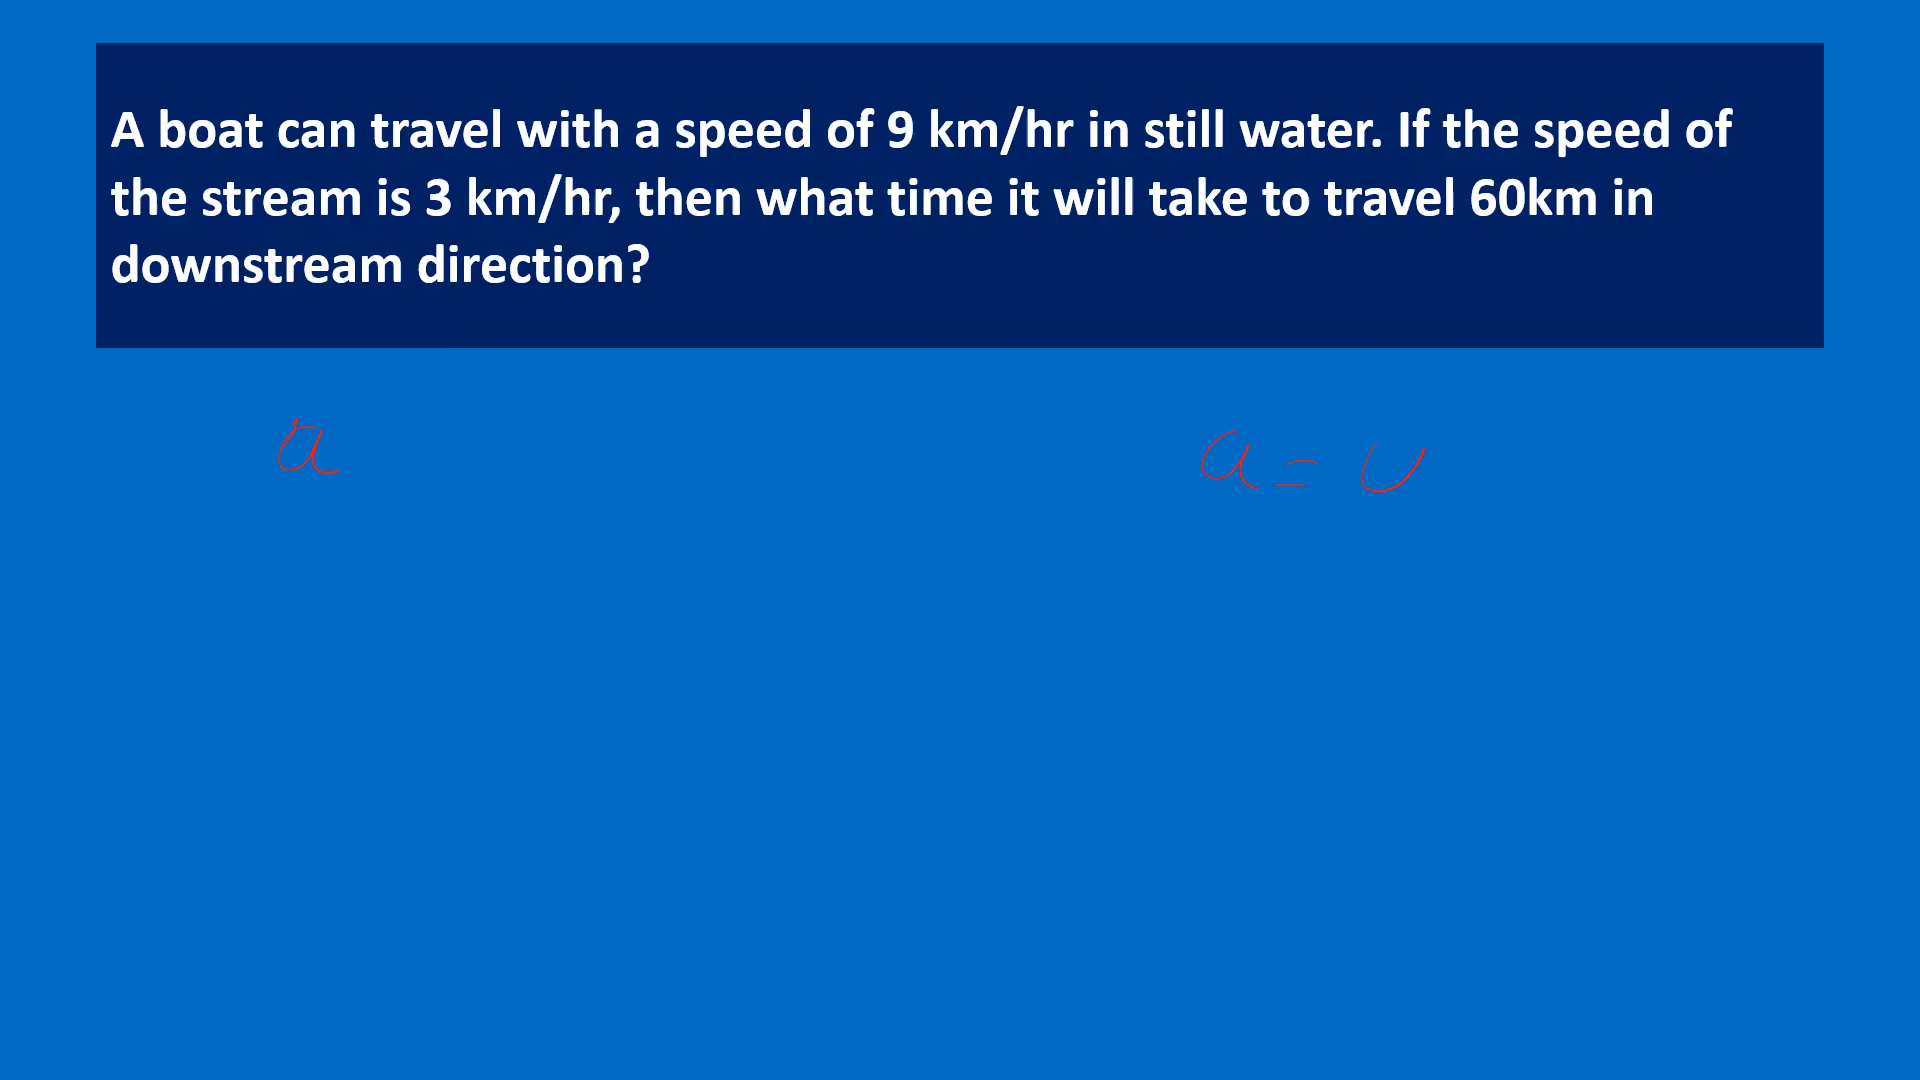 A boat can travel with a speed of 9 km/hr in still water. If the speed of
the stream is 3 km/hr, then what time it will take to travel 60km in
downstream direction?
a a = U